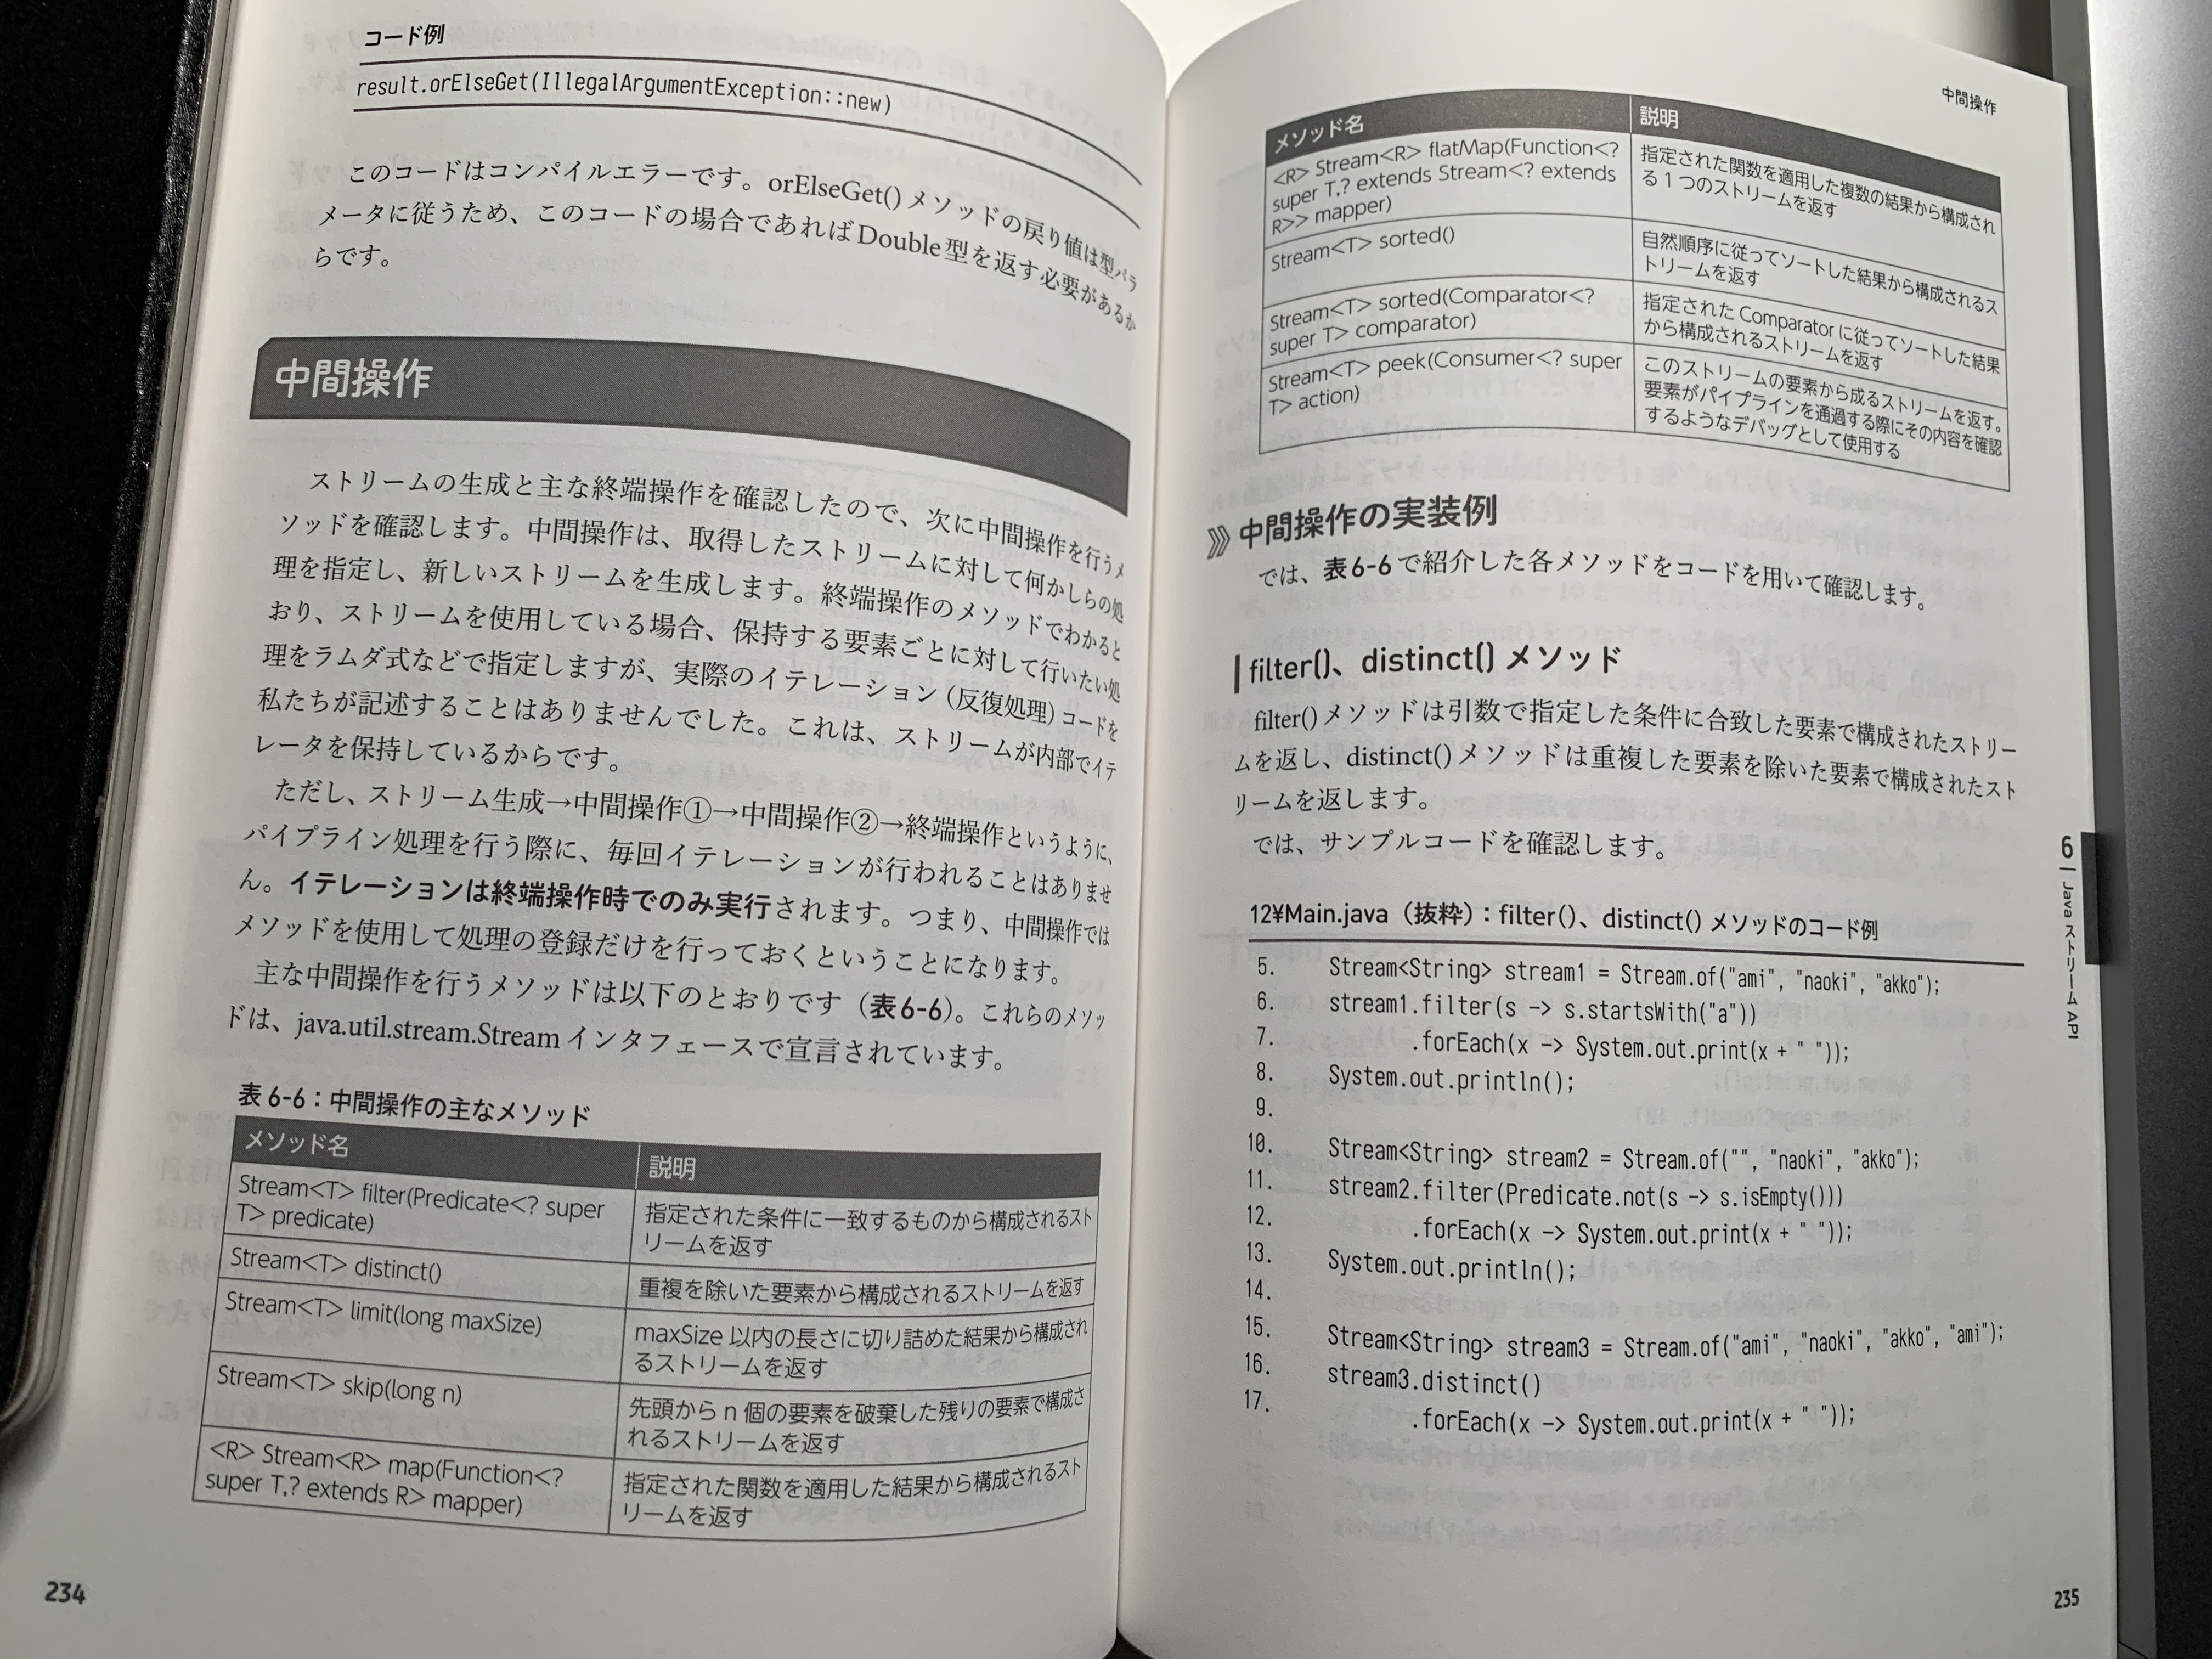 コード例
result.orElseGet(IllegalArgumentException::new)
このコードはコンパイルエラーです。orElseGet()メソッドの戻り値は型パラ
メータに従うため、このコードの場合であればDouble型を返す必要があるか
らです。
中間操作
ストリームの生成と主な終端操作を確認したので、次に中間操作を行うメ
ソッドを確認します。中間操作は、取得したストリームに対して何かしらの処
理を指定し、新しいストリームを生成します。終端操作のメソッドでわかると
おり、ストリームを使用している場合、保持する要素ごとに対して行いたい処
理をラムダ式などで指定しますが、実際のイテレーション(反復処理)コードを
私たちが記述することはありませんでした。これは、ストリームが内部でイテ
レータを保持しているからです。
ただし、ストリーム生成→中間操作①→中間操作②→終端操作というように、
パイプライン処理を行う際に、毎回イテレーションが行われることはありませ
ん。イテレーションは終端操作時でのみ実行されます。つまり、中間操作では
メソッドを使用して処理の登録だけを行っておくということになります。
主な中間操作を行うメソッドは以下のとおりです(表6-6)。これらのメソッ
ドは、java.util.stream.Streamインタフェースで宣言されています。
表6-6:中間操作の主なメソッド
メソッド名 説明
Stream<T> filter(Predicate<? super
T> predicate)
指定された条件に一致するものから構成されるスト
リームを返す
Stream<T> distinct()
重複を除いた要素から構成されるストリームを返す
Stream<T> limit(long maxSize)
maxSize 以内の長さに切り詰めた結果から構成され
るストリームを返す
Stream<T> skip(long n)
先頭から n 個の要素を破棄した残りの要素で構成さ
れるストリームを返す
<R> Stream<R> map(Function<?
super T,? extends R> mapper)
指定された関数を適用した結果から構成されるスト
リームを返す
234
中間操作
メソッド名 説明
<R> Stream<R> flatMap(Function<?
super T,? extends Stream<? extends
R>> mapper)
指定された関数を適用した複数の結果から構成され
る 1 つのストリームを返す
Stream<T> sorted()
自然順序に従ってソートした結果から構成されるス
トリームを返す
Stream<T> sorted(Comparator<?
super T> comparator)
指定された Comparator に従ってソートした結果
から構成されるストリームを返す
Stream<T> peek(Consumer<? super
T> action)
このストリームの要素から成るストリームを返す。
要素がパイプラインを通過する際にその内容を確認
するようなデバッグとして使用する
中間操作の実装例
では、表6-6で紹介した各メソッドをコードを用いて確認します。
filter()、distinct() メソッド
filter()メソッドは引数で指定した条件に合致した要素で構成されたストリー
ムを返し、distinct()メソッドは重複した要素を除いた要素で構成されたスト
リームを返します。
では、サンプルコードを確認します。
12¥Main.java(抜粋):filter()、distinct() メソッドのコード例
5. Stream<String> stream1 = Stream.of("ami", "naoki", "akko");
6. stream1.filter(s -> s.startsWith("a"))
7. .forEach(x -> System.out.print(x + " "));
8. System.out.println();
9.
10. Stream<String> stream2 = Stream.of("", "naoki", "akko");
11. stream2.filter(Predicate.not(s -> s.isEmpty()))
12. .forEach(x -> System.out.print(x + " "));
13. System.out.println();
14.
15. Stream<String> stream3 = Stream.of("ami", "naoki", "akko", "ami");
16. stream3.distinct()
17. .forEach(x -> System.out.print(x + " "));
6 Java ストリーム API
235